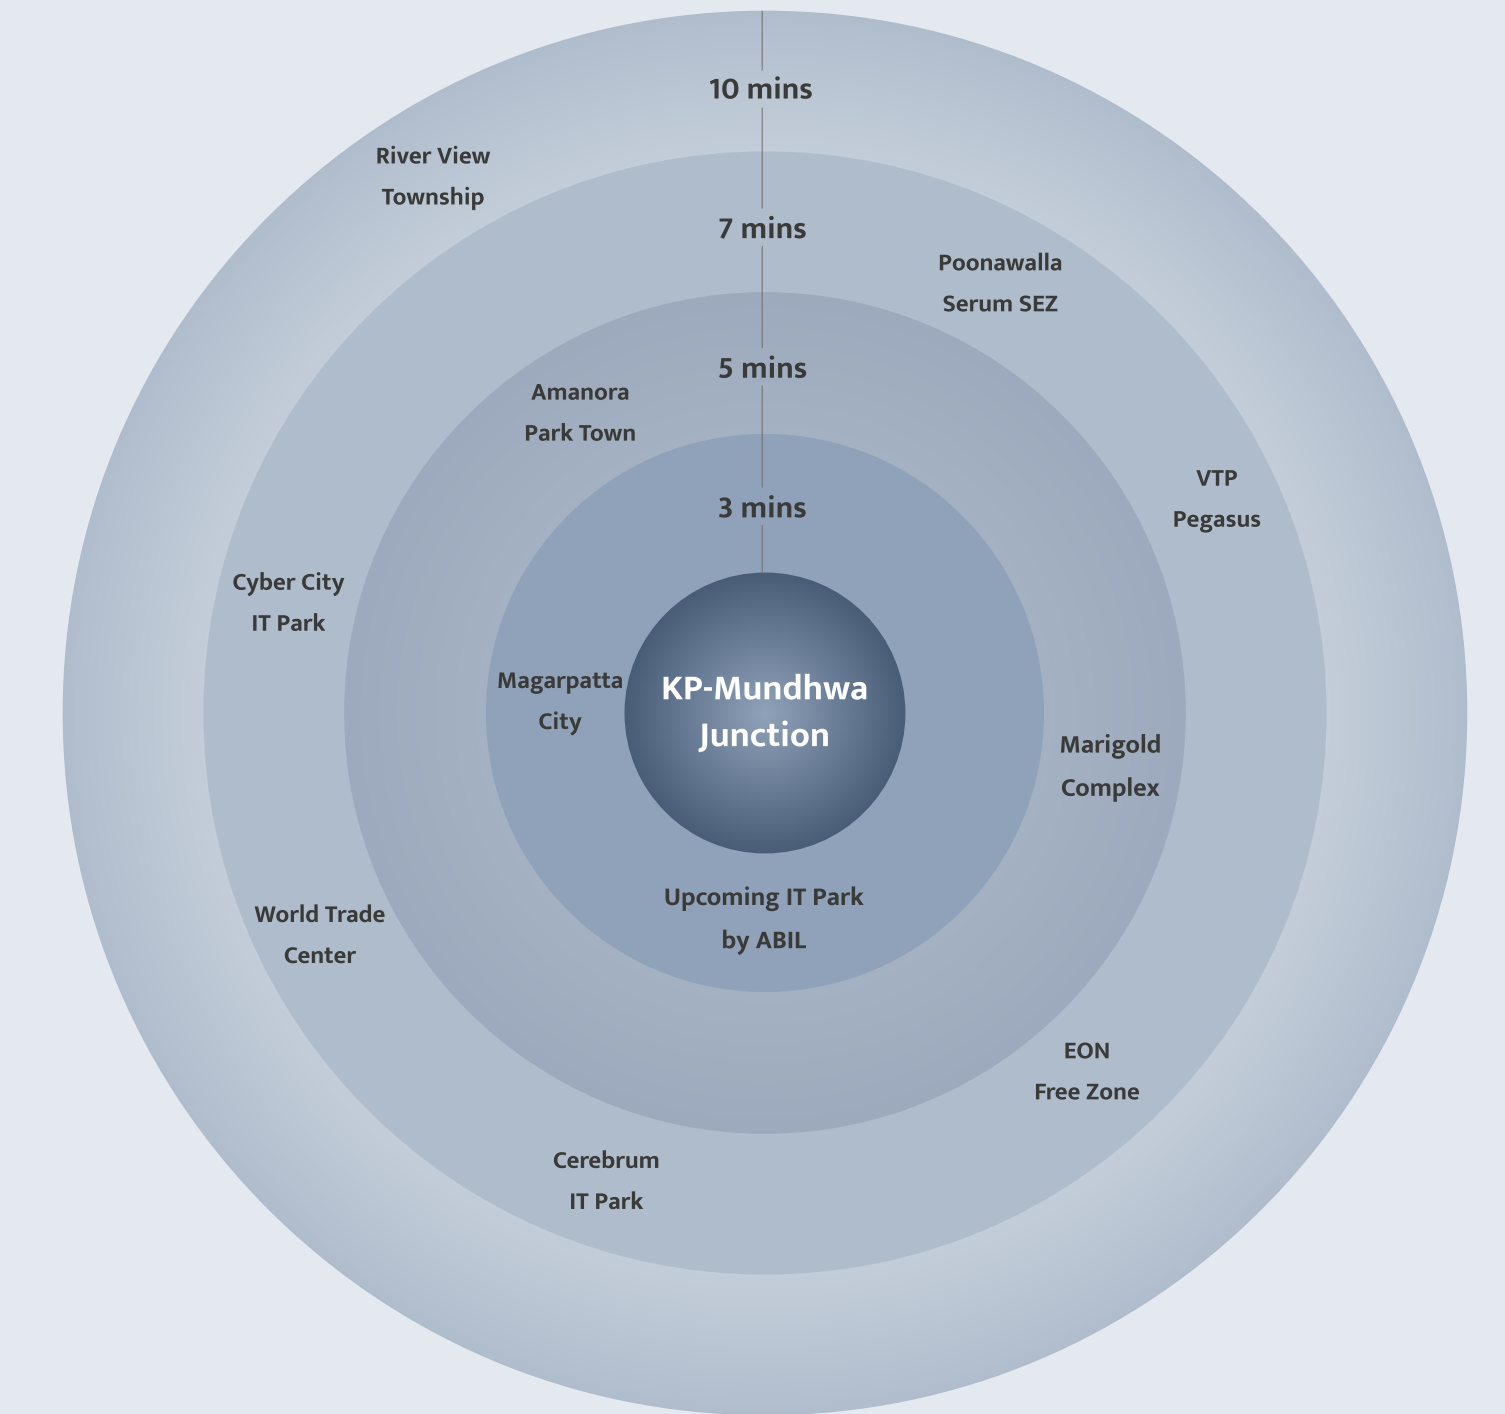 10 mins
River View
Township
7 mins
Poonawalla
Serum SEZ
5 mins
Amanora
Park Town
VTP
Pegasus
3 mins
Cyber City
IT Park
Magarpatta
City
KP-Mundhwa
Junction
Marigold
Complex
Upcoming IT Park
by ABIL
World Trade
Center
EON
Free Zone
Cerebrum
IT Park